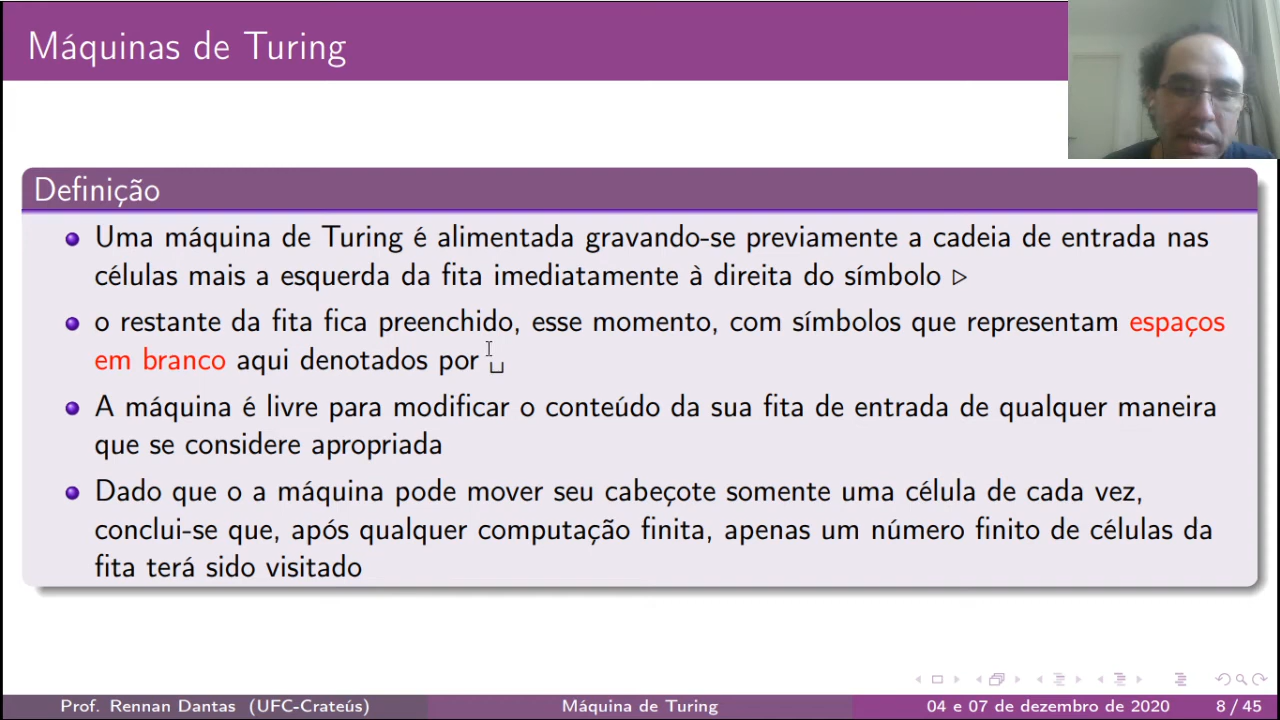 Máquinas de Turing
Definição
Uma máquina de Turing é alimentada gravando-se previamente a cadeia de entrada nas
células mais a esquerda da fita imediatamente à direita do símbolo ▷
o restante da fita fica preenchido, esse momento, com símbolos que representam espaços
em branco aqui denotados por ⊔
A máquina é livre para modificar o conteúdo da sua fita de entrada de qualquer maneira
que se considere apropriada
Dado que o a máquina pode mover seu cabeçote somente uma célula de cada vez,
conclui-se que, após qualquer computação finita, apenas um número finito de células da
fita terá sido visitado
Prof. Rennan Dantas (UFC-Crateús) Máquina de Turing 04 e 07 de dezembro de 2020 8 / 45